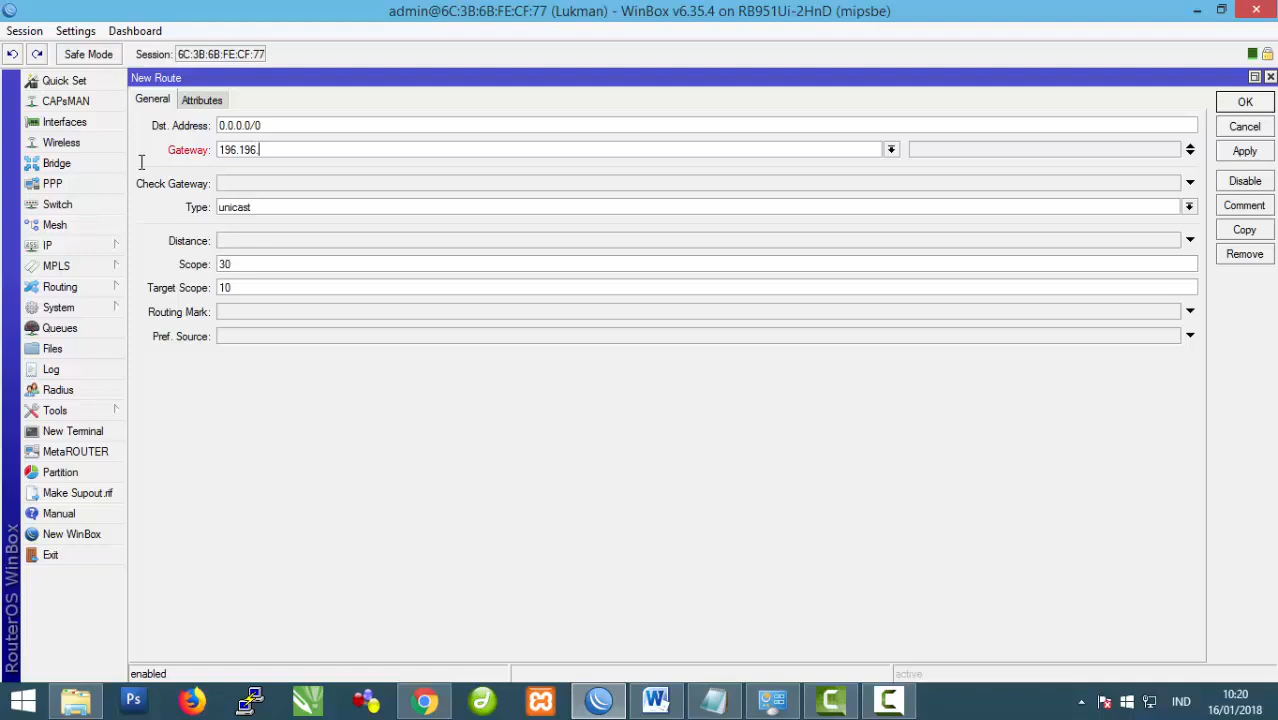 admin@6C:3B:6B:FE:CF:77 (Lukman) - WinBox v6.35.4 on RB951Ui-2HnD (mipsbe)
Session Settings Dashboard
Safe Mode Session: 6C:3B:6B:FE:CF:77
New Route
General Attributes
Dst. Address: 0.0.0.0/0
Gateway: 196.196.
Check Gateway:
Type: unicast
Distance:
Scope: 30
Target Scope: 10
Routing Mark:
Pref. Source:
OK
Cancel
Apply
Disable
Comment
Copy
Remove
Quick Set
CAPsMAN
Interfaces
Wireless
Bridge
PPP
Switch
Mesh
IP
MPLS
Routing
System
Queues
Files
Log
Radius
Tools
New Terminal
MetaROUTER
Partition
Make Supout.rif
Manual
New WinBox
Exit
RouterOS WinBox
enabled active
Ps
IND
10:20
16/01/2018